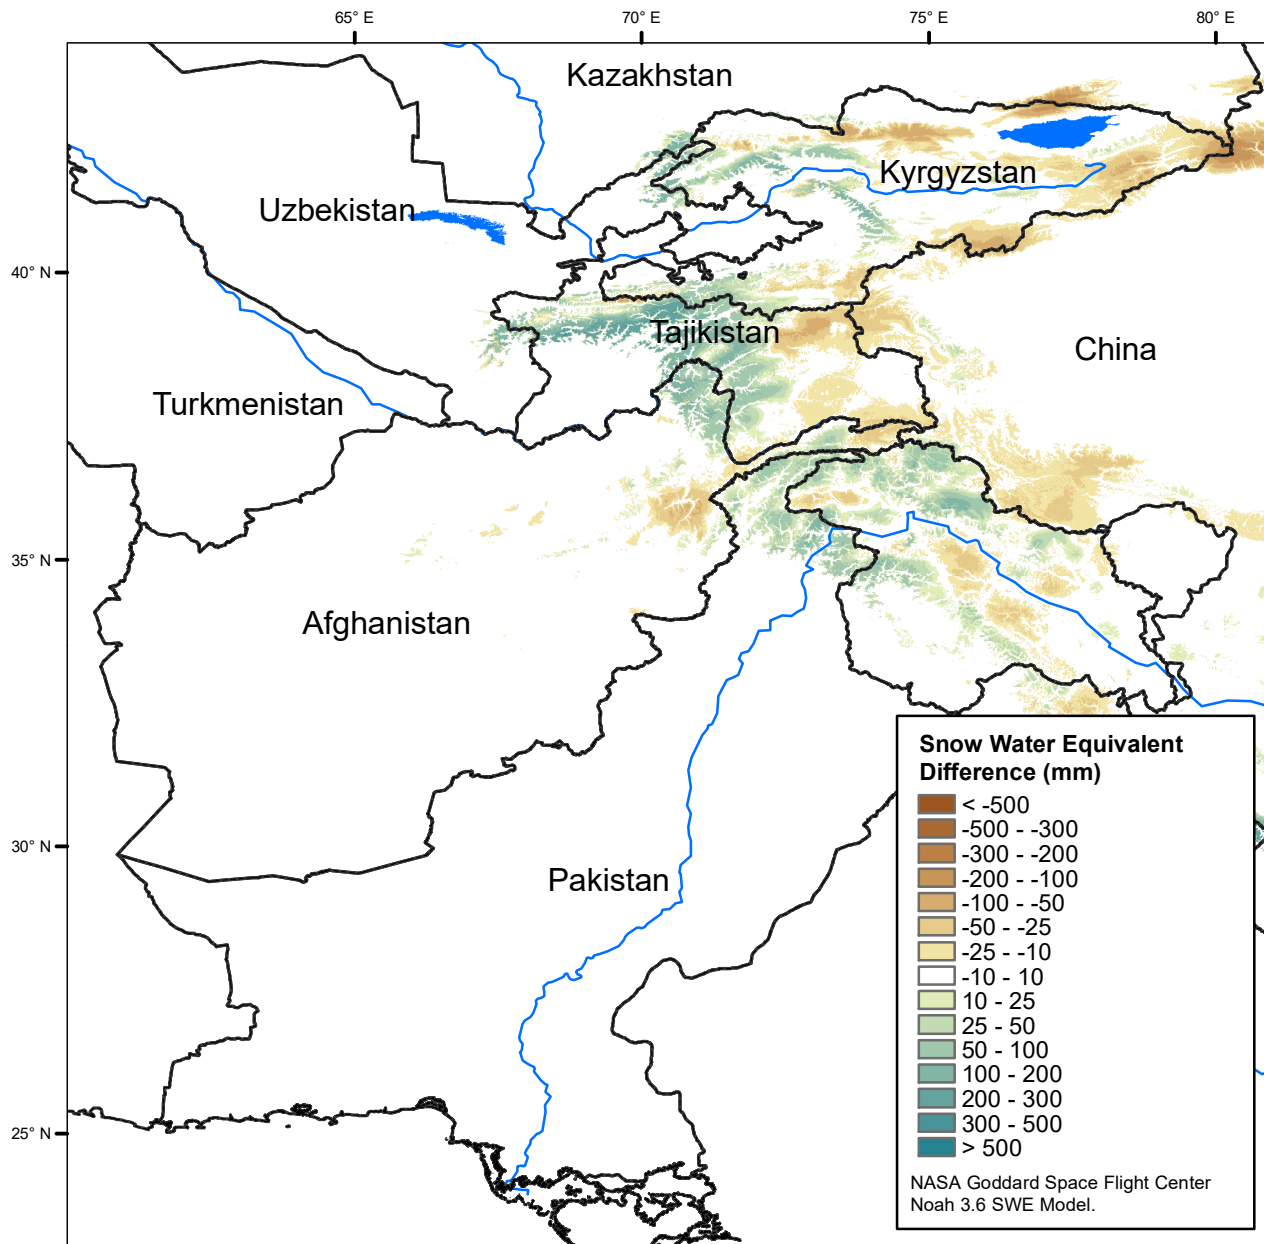 65° E
70° E
75° E
80° E
Kazakhstan
Kyrgyzstan
Uzbekistan
40° N
Tajikistan
China
Turkmenistan
35° N
Afghanistan
Snow Water Equivalent
Difference (mm)
< -500
-500 - -300
-300 - -200
-200 - -100
-100 - -50
-50 - -25
-25 - -10
-10 - 10
10 - 25
25 - 50
50 - 100
100 - 200
200 - 300
300 - 500
> 500
30° N
Pakistan
25° N
NASA Goddard Space Flight Center
Noah 3.6 SWE Model.